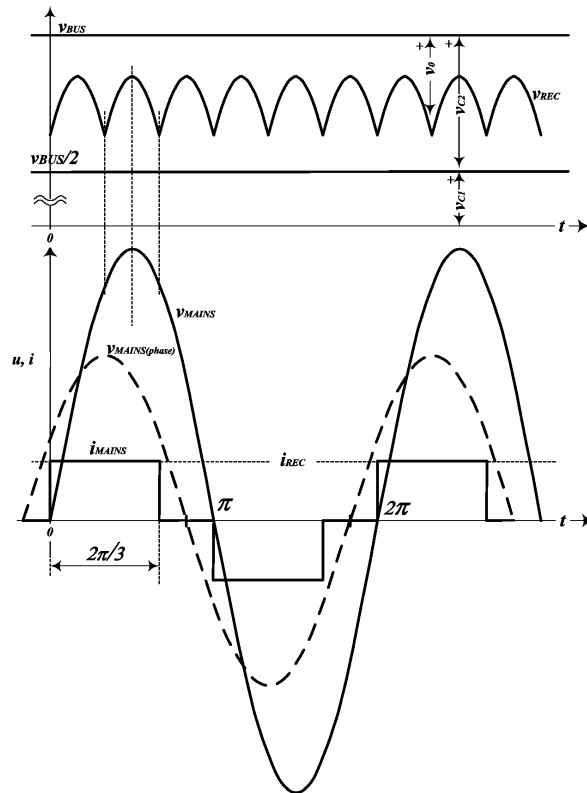 vBUS
+ +
v0
vC2
vREC
vBUS/2
+
vC1
t
0
vMAINS
vMAINS(phase)
u, i
iMAINS
iREC
π
2π
t
0
2π/3